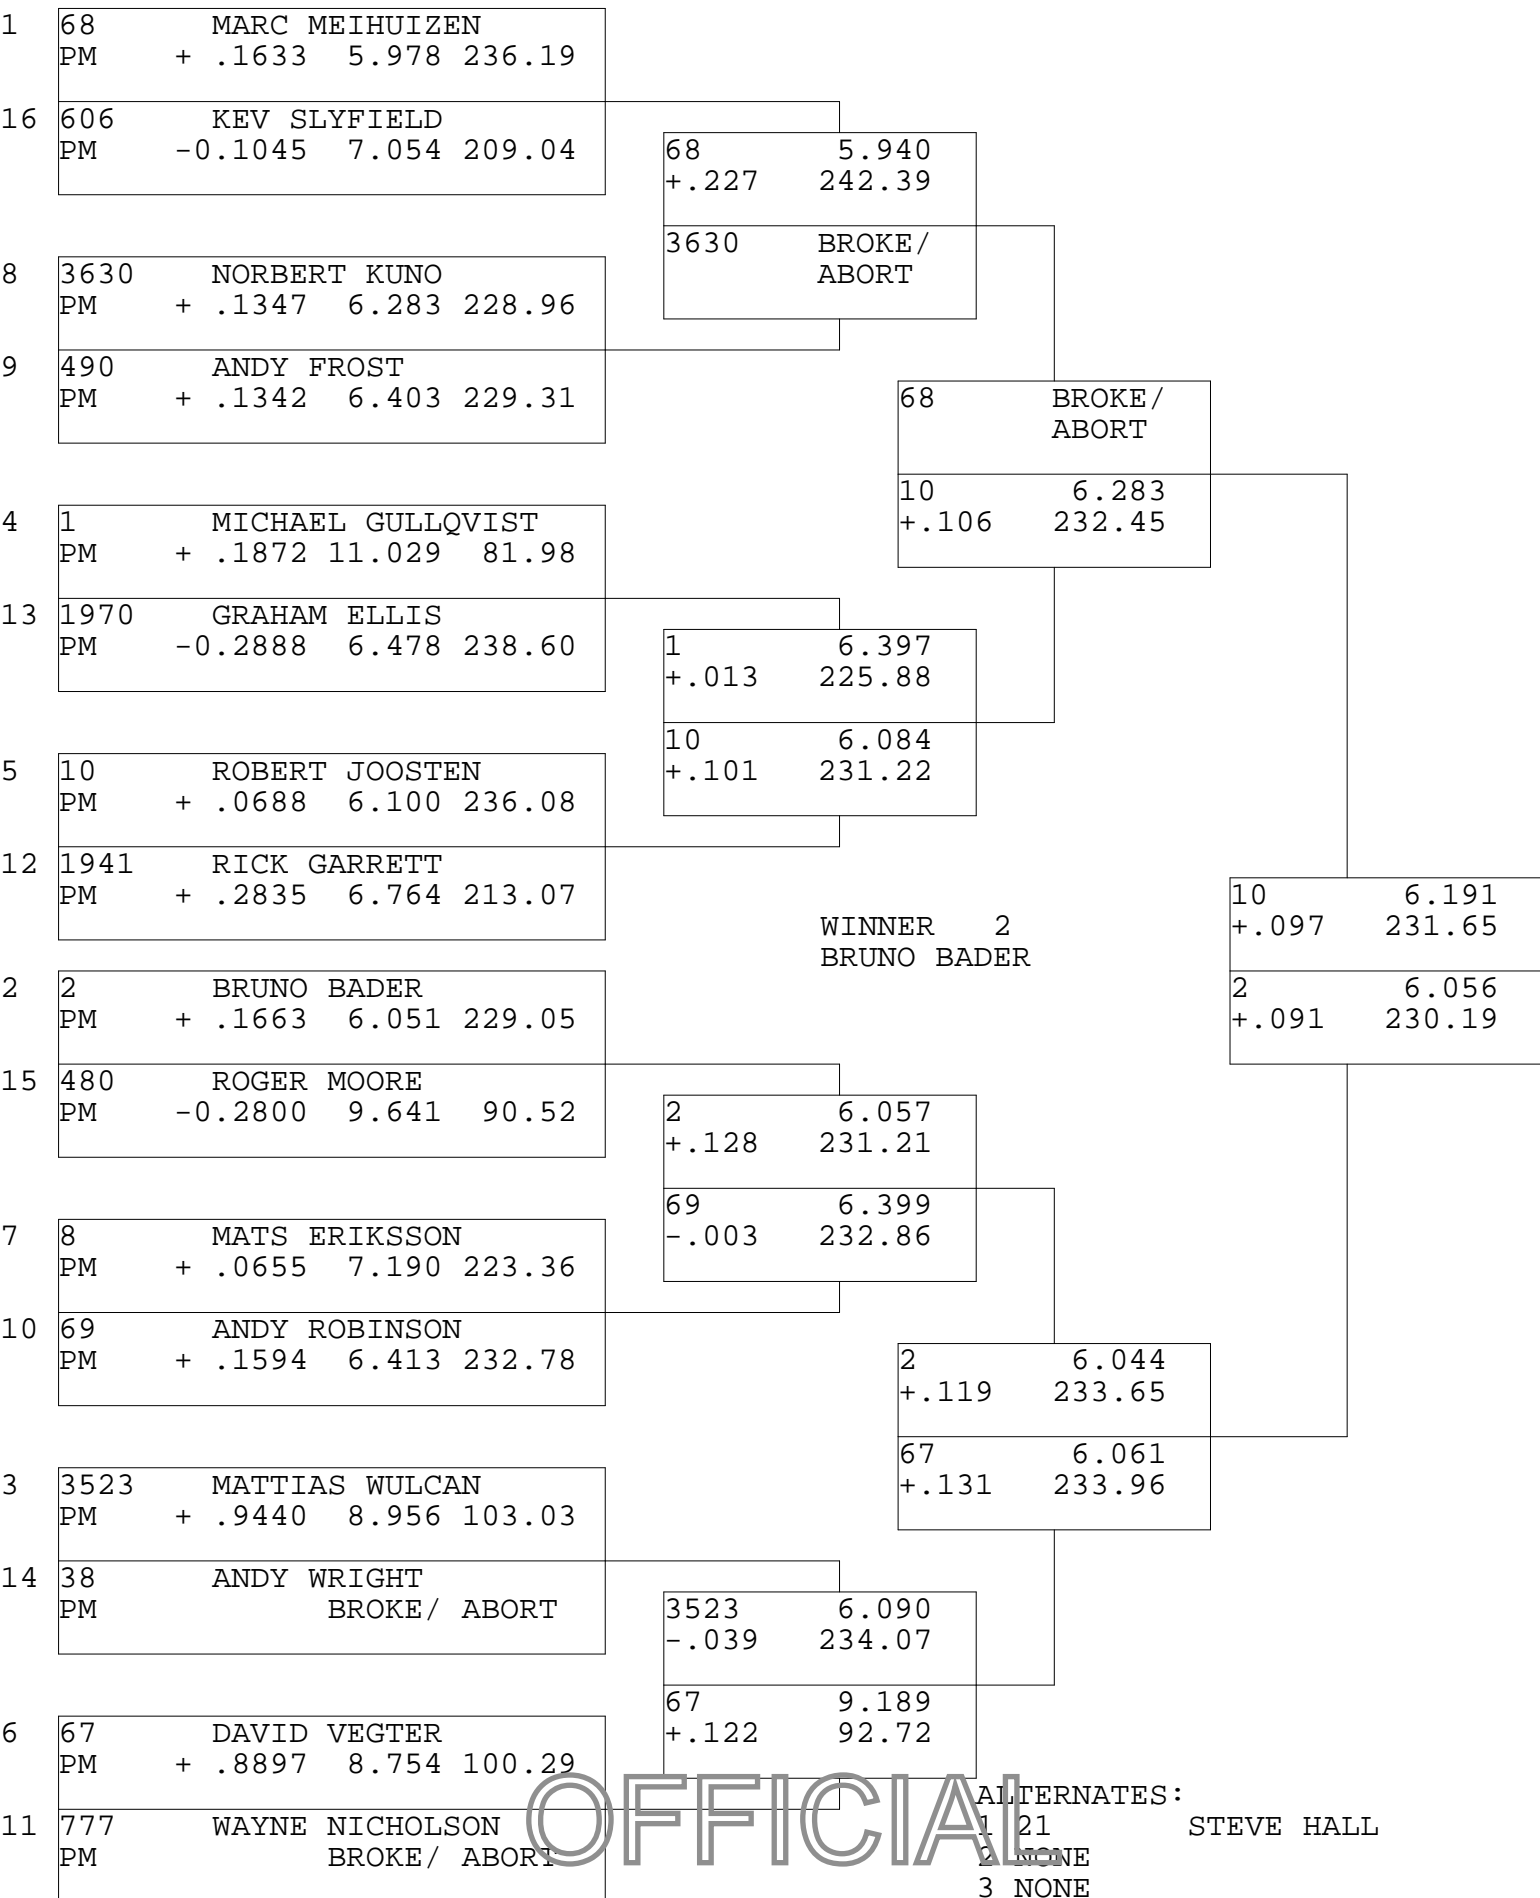 1 68 MARC MEIHUIZEN
PM + .1633 5.978 236.19
16 606 KEV SLYFIELD
PM -0.1045 7.054 209.04
68 5.940
+.227 242.39
3630 BROKE/
ABORT
8 3630 NORBERT KUNO
PM + .1347 6.283 228.96
9 490 ANDY FROST
PM + .1342 6.403 229.31
68 BROKE/
ABORT
10 6.283
+.106 232.45
4 1 MICHAEL GULLQVIST
PM + .1872 11.029 81.98
13 1970 GRAHAM ELLIS
PM -0.2888 6.478 238.60
1 6.397
+.013 225.88
10 6.084
+.101 231.22
5 10 ROBERT JOOSTEN
PM + .0688 6.100 236.08
12 1941 RICK GARRETT
PM + .2835 6.764 213.07
WINNER 2
BRUNO BADER
10 6.191
+.097 231.65
2 6.056
+.091 230.19
2 2 BRUNO BADER
PM + .1663 6.051 229.05
15 480 ROGER MOORE
PM -0.2800 9.641 90.52
2 6.057
+.128 231.21
69 6.399
-.003 232.86
7 8 MATS ERIKSSON
PM + .0655 7.190 223.36
10 69 ANDY ROBINSON
PM + .1594 6.413 232.78
2 6.044
+.119 233.65
67 6.061
+.131 233.96
3 3523 MATTIAS WULCAN
PM + .9440 8.956 103.03
14 38 ANDY WRIGHT
PM BROKE/ ABORT
3523 6.090
-.039 234.07
67 9.189
+.122 92.72
6 67 DAVID VEGTER
PM + .8897 8.754 100.29
11 777 WAYNE NICHOLSON
PM BROKE/ ABORT
OFFICIAL
ALTERNATES:
1 21 STEVE HALL
2 NONE
3 NONE